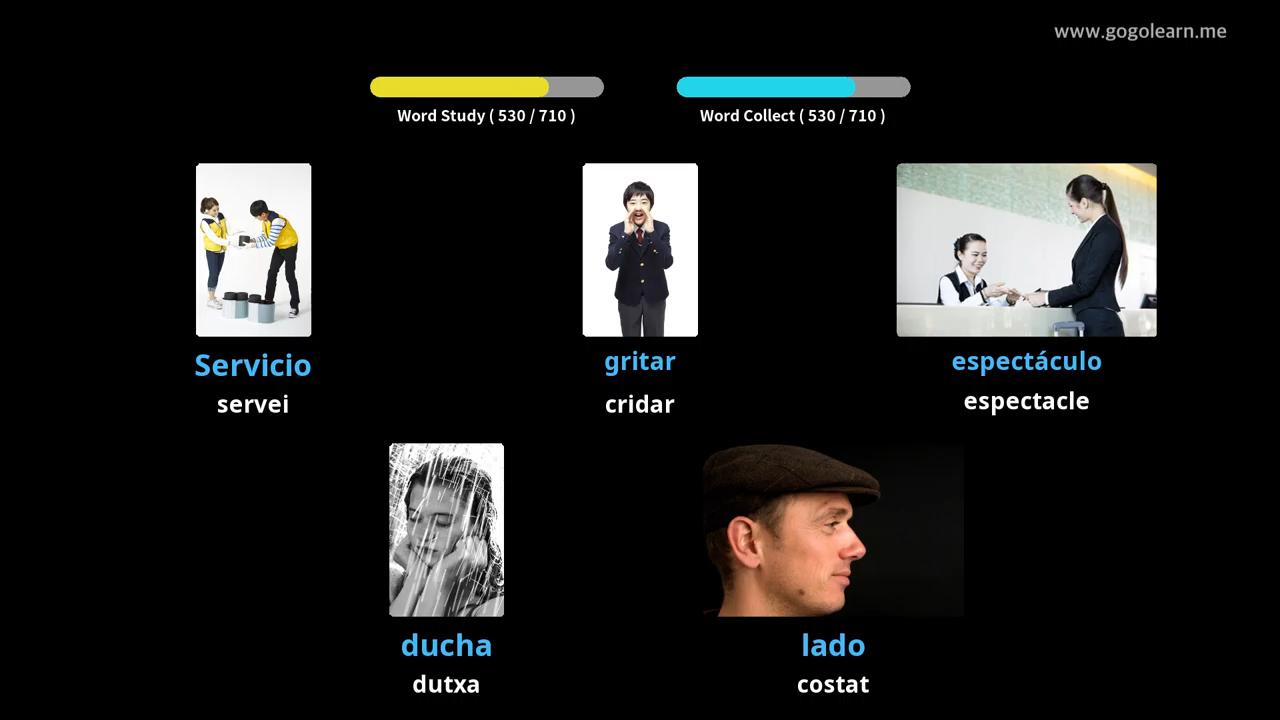 www.gogolearn.me
Word Study ( 530 / 710 )
Word Collect ( 530 / 710 )
Servicio
servei
gritar
cridar
espectáculo
espectacle
ducha
dutxa
lado
costat